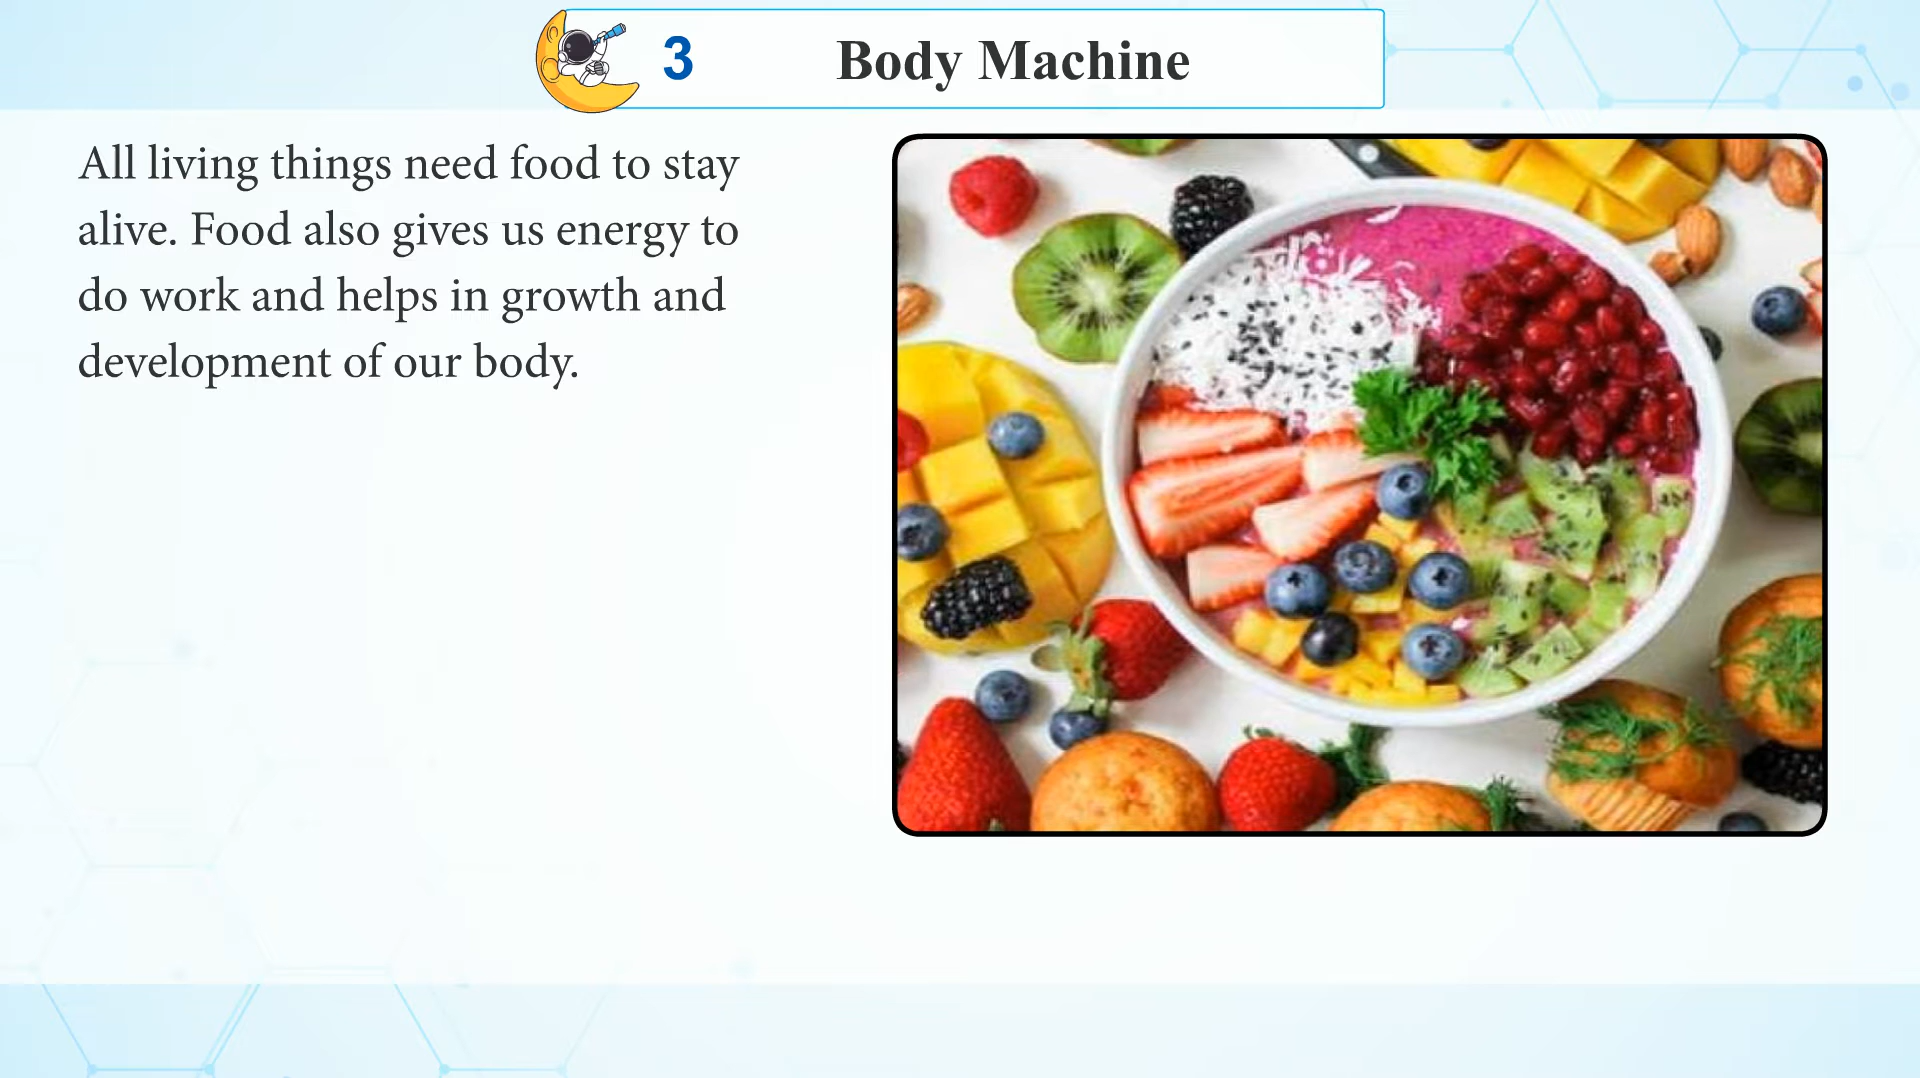 3 Body Machine
All living things need food to stay
alive. Food also gives us energy to
do work and helps in growth and
development of our body.